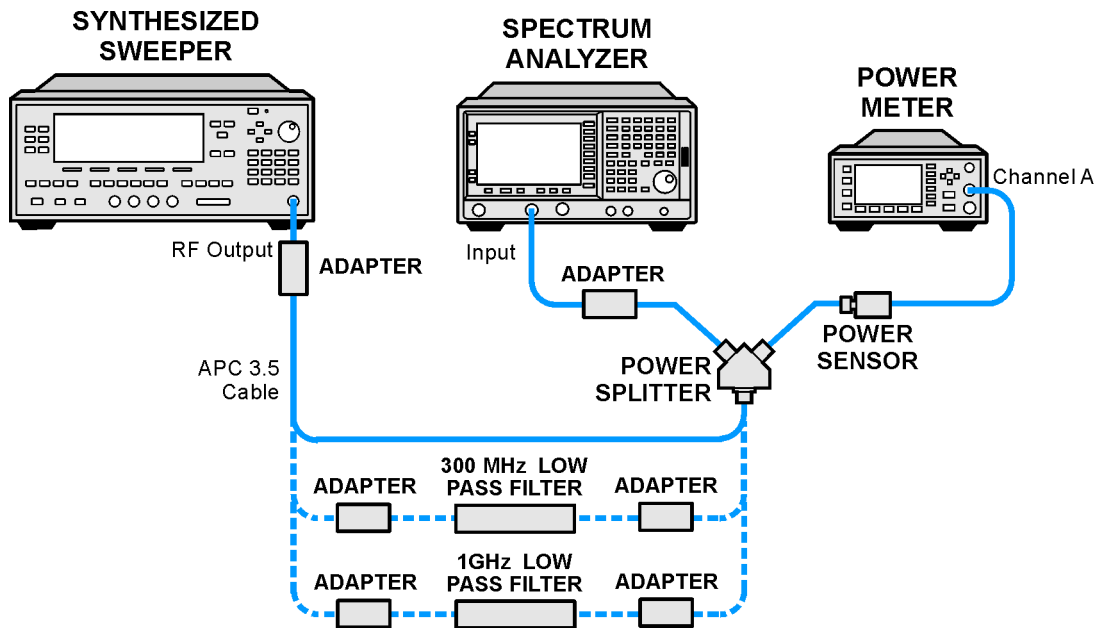 SYNTHESIZED
SWEEPER
SPECTRUM
ANALYZER
POWER
METER
Channel A
RF Output
ADAPTER
Input
ADAPTER
POWER
SENSOR
POWER
SPLITTER
APC 3.5
Cable
ADAPTER
300 MHz LOW
PASS FILTER
ADAPTER
ADAPTER
1GHz LOW
PASS FILTER
ADAPTER